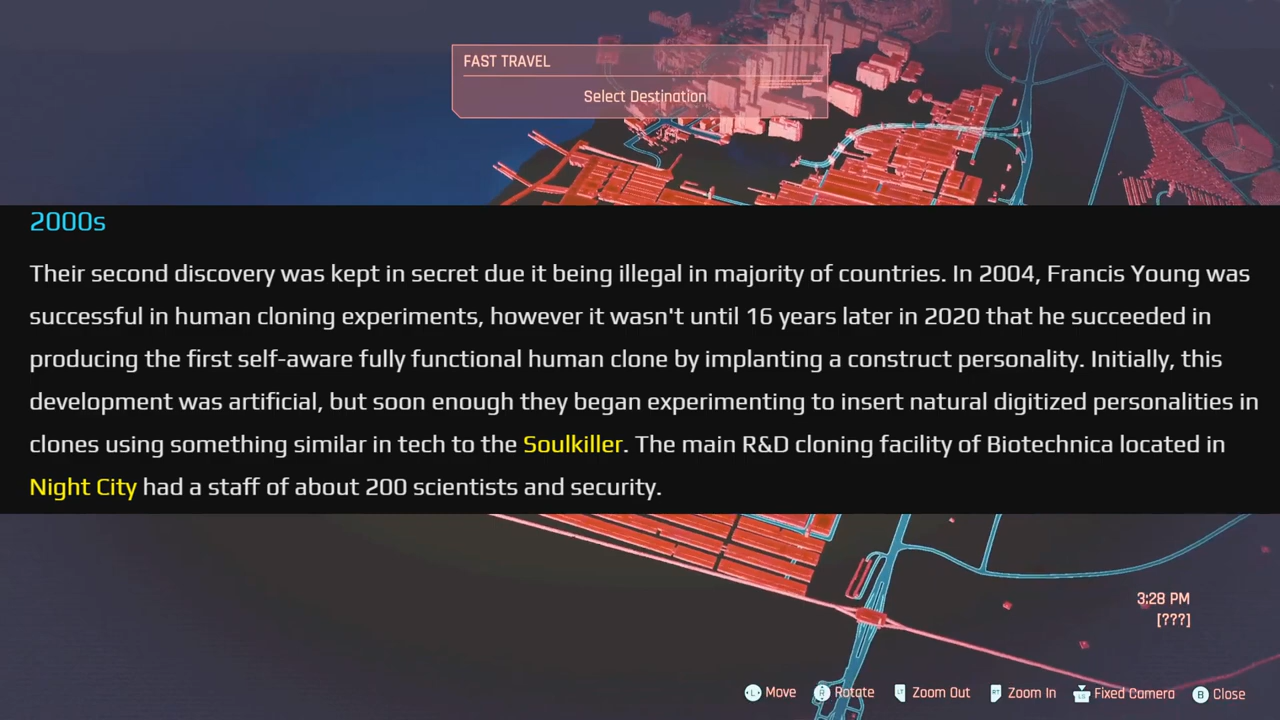 FAST TRAVEL
Select Destination
2000s
Their second discovery was kept in secret due it being illegal in majority of countries. In 2004, Francis Young was
successful in human cloning experiments, however it wasn't until 16 years later in 2020 that he succeeded in
producing the first self-aware fully functional human clone by implanting a construct personality. Initially, this
development was artificial, but soon enough they began experimenting to insert natural digitized personalities in
clones using something similar in tech to the Soulkiller. The main R&D cloning facility of Biotechnica located in
Night City had a staff of about 200 scientists and security.
3:28 PM
[???]
L Move R Rotate LT Zoom Out RT Zoom In LS Fixed Camera B Close